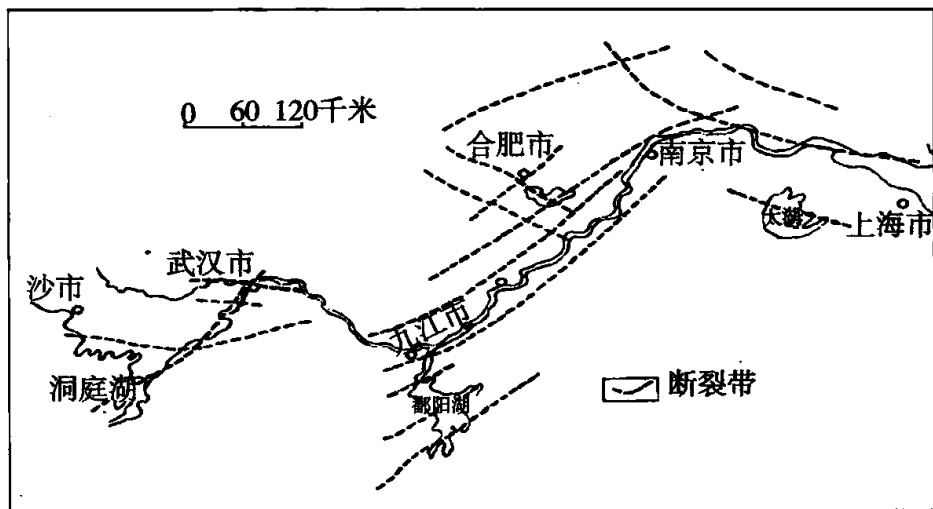 0 60 120千米
合肥市
南京市
太湖
上海市
武汉市
沙市
九江市
洞庭湖
鄱阳湖
断裂带